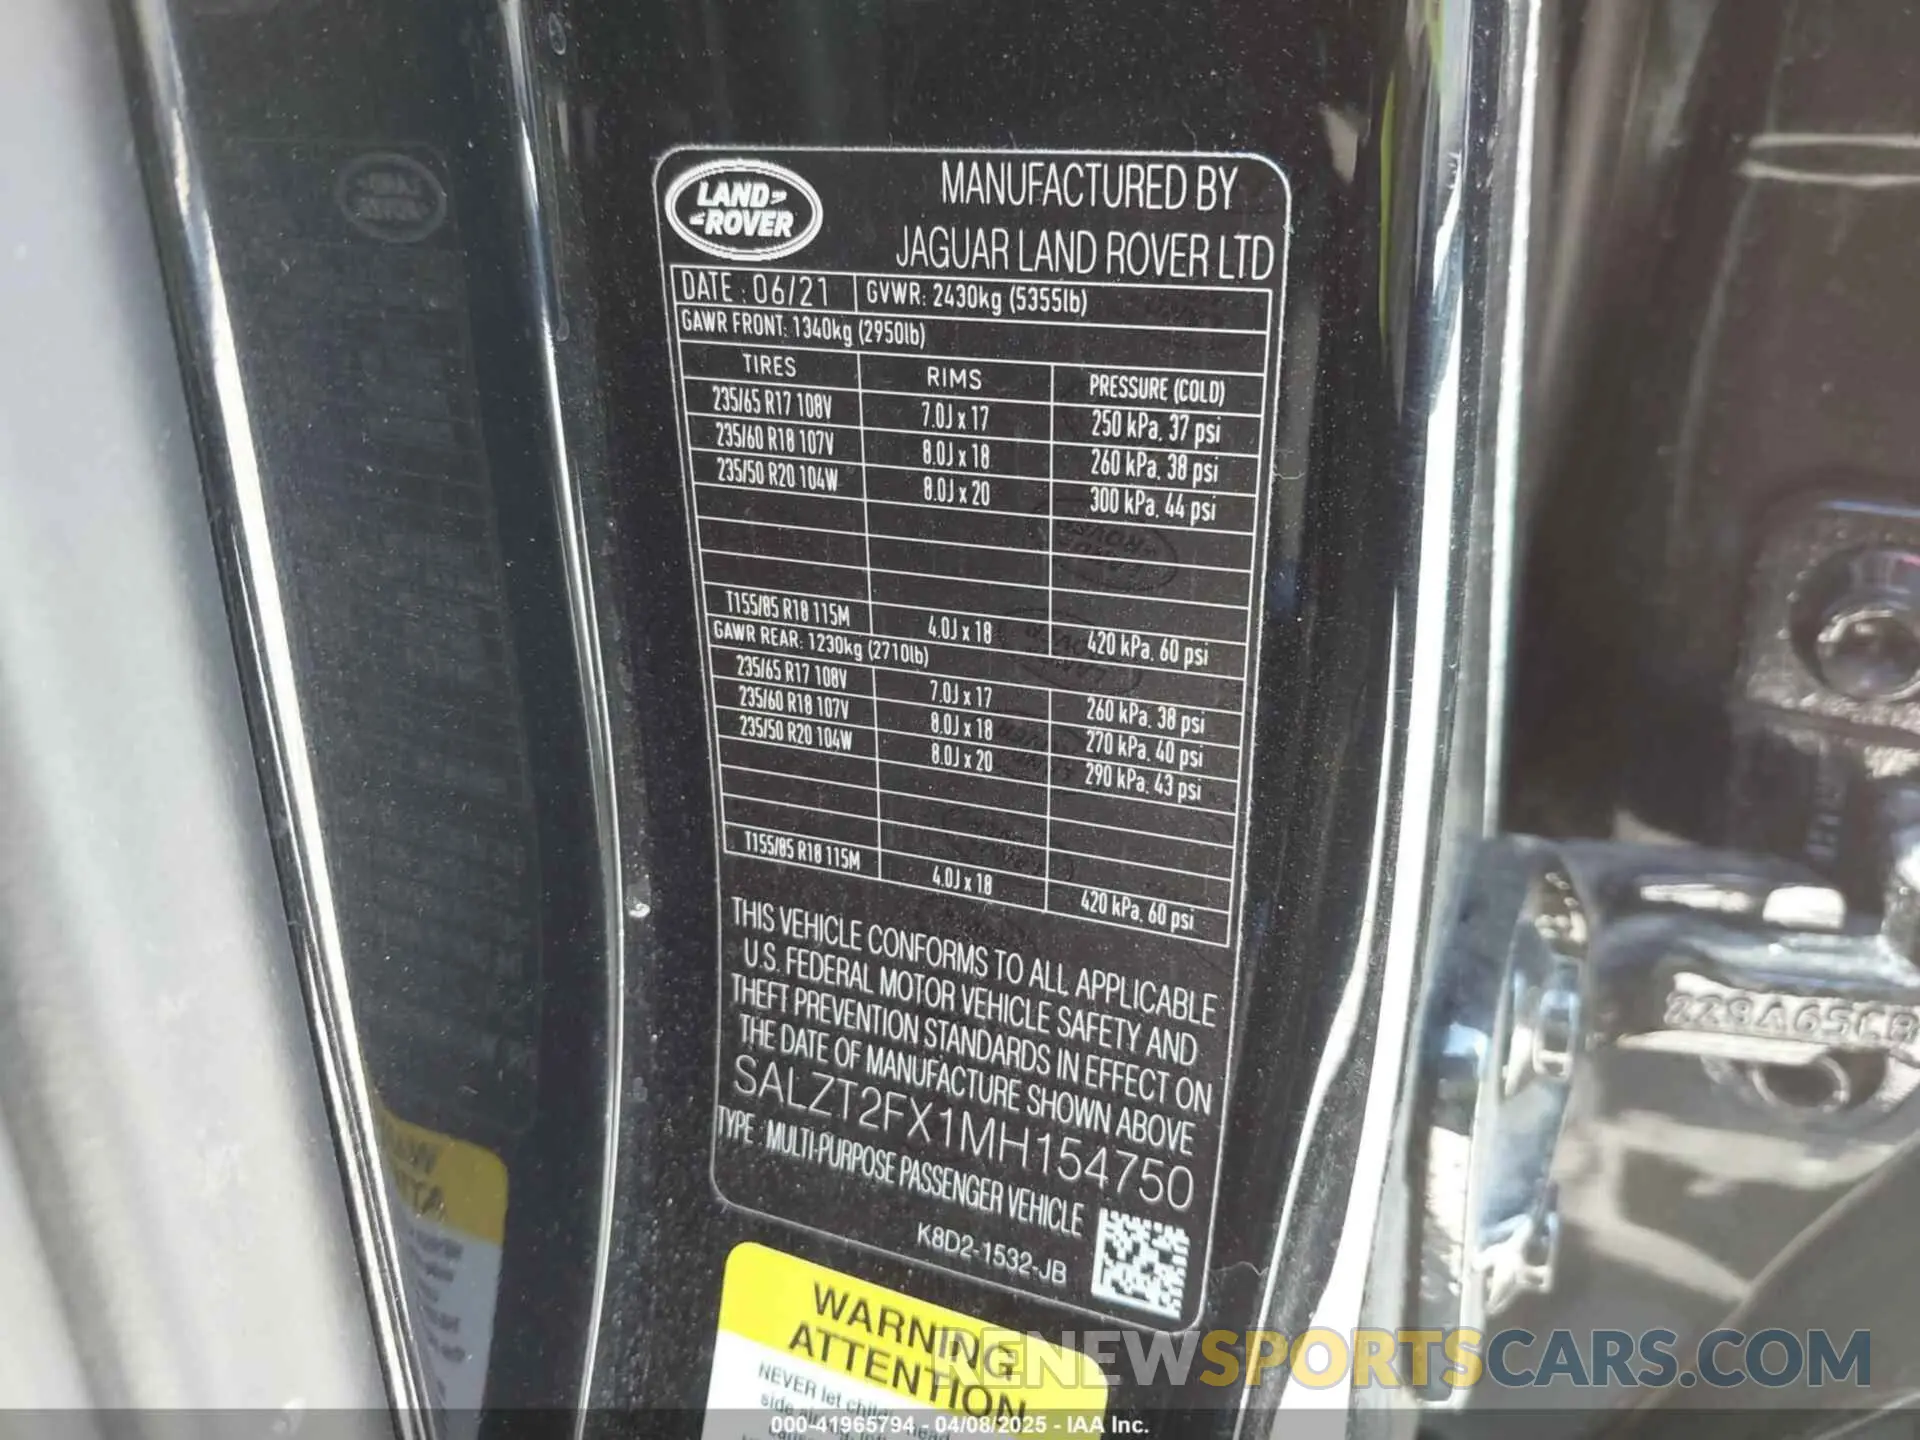 LAND
ROVER
MANUFACTURED BY
JAGUAR LAND ROVER LTD
DATE : 06/21 GVWR: 2430kg (5355lb)
GAWR FRONT: 1340kg (2950lb)
TIRES RIMS PRESSURE (COLD)
235/65 R17 108V 7.0J x 17 250 kPa, 37 psi
235/60 R18 107V 8.0J x 18 260 kPa, 38 psi
235/50 R20 104W 8.0J x 20 300 kPa, 44 psi
T155/85 R18 115M 4.0J x 18 420 kPa, 60 psi
GAWR REAR: 1230kg (2710lb)
235/65 R17 108V 7.0J x 17 260 kPa, 38 psi
235/60 R18 107V 8.0J x 18 270 kPa, 40 psi
235/50 R20 104W 8.0J x 20 290 kPa, 43 psi
T155/85 R18 115M 4.0J x 18 420 kPa, 60 psi
THIS VEHICLE CONFORMS TO ALL APPLICABLE
U.S. FEDERAL MOTOR VEHICLE SAFETY AND
THEFT PREVENTION STANDARDS IN EFFECT ON
THE DATE OF MANUFACTURE SHOWN ABOVE
SALZT2FX1MH154750
TYPE : MULTI-PURPOSE PASSENGER VEHICLE
K8D2-1532-JB
WARNING
ATTENTION
NEVER let head
side
228A65CB
RENEWSPORTSCARS.COM
000-41965794 - 04/08/2025 - IAA Inc.